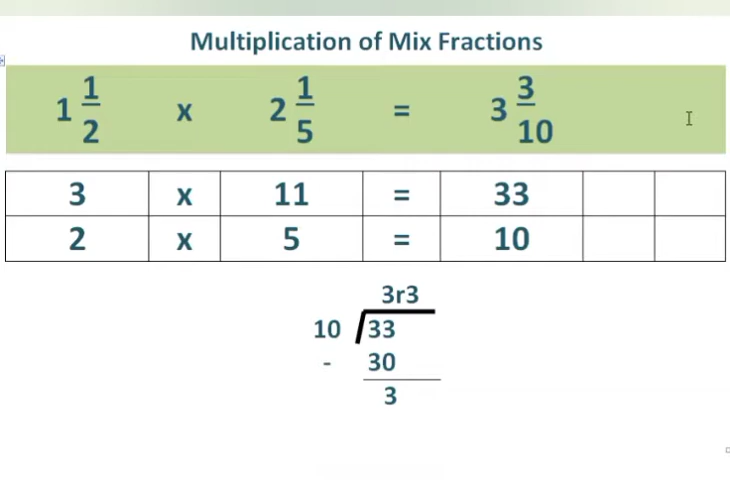 Multiplication of Mix Fractions
1 1/2 x 2 1/5 = 3 3/10
3 x 11 = 33
2 x 5 = 10
3r3
10 33
- 30
3